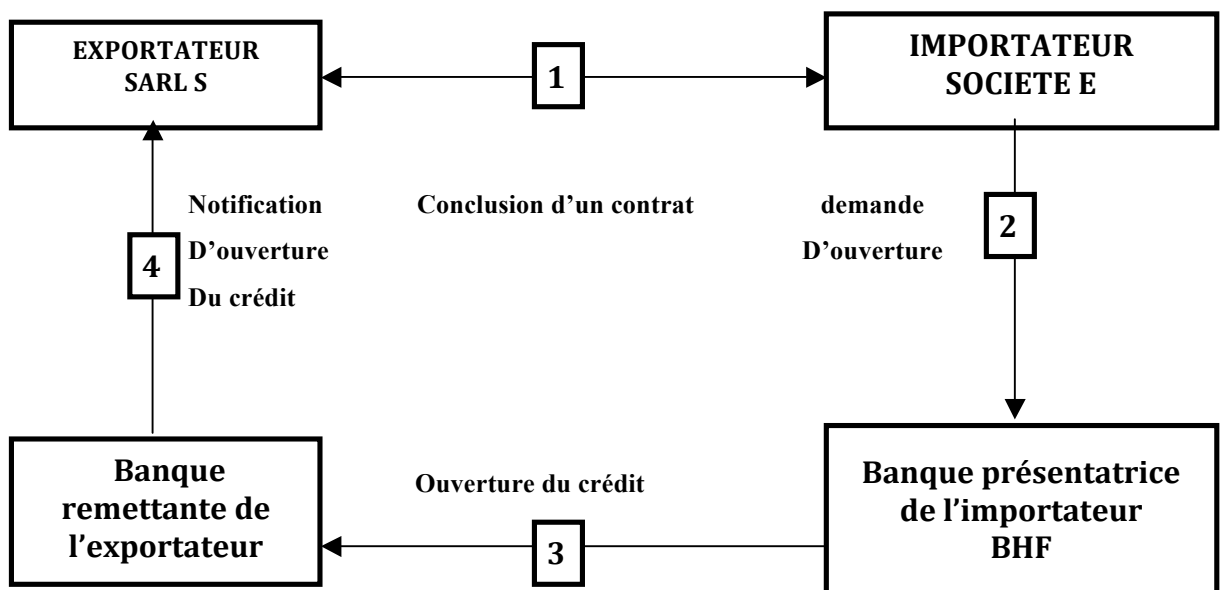 EXPORTATEUR
SARL S
1
IMPORTATEUR
SOCIETE E
Notification
D’ouverture
Du crédit
4
Conclusion d’un contrat
demande
D’ouverture
2
Banque
remettante de
l’exportateur
Ouverture du crédit
3
Banque présentatrice
de l’importateur
BHF